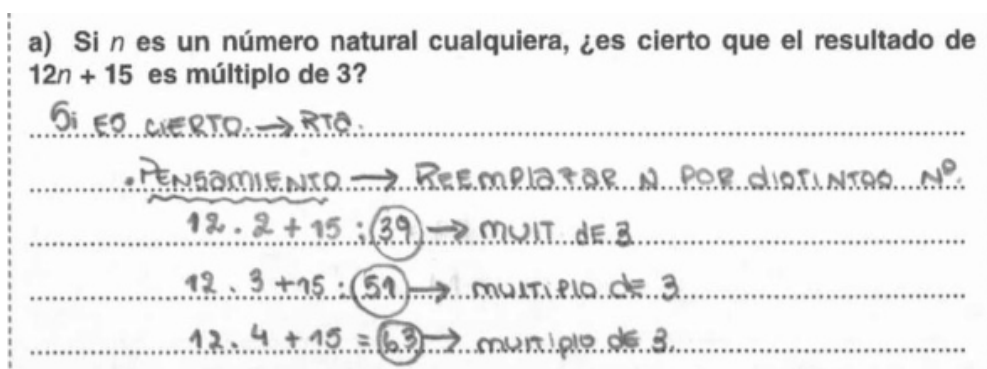 a) Si n es un número natural cualquiera, ¿es cierto que el resultado de
12n + 15 es múltiplo de 3?
Si ES CIERTO. → RTA.
. PENSAMIENTO → REEMPLAZAR N POR DISTINTOS Nº.
12 . 2 + 15 : 39 → MULT DE 3
12 . 3 + 15 : 51 → MULTIPLO DE 3
12 . 4 + 15 = 63 → MULTIPLO DE 3.